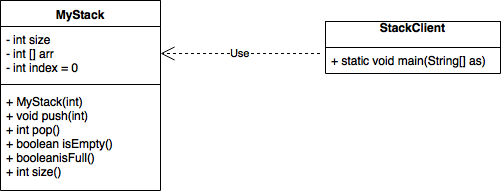 MyStack
- int size
- int [] arr
- int index = 0
+ MyStack(int)
+ void push(int)
+ int pop()
+ boolean isEmpty()
+ booleanisFull()
+ int size()
Use
StackClient
+ static void main(String[] as)